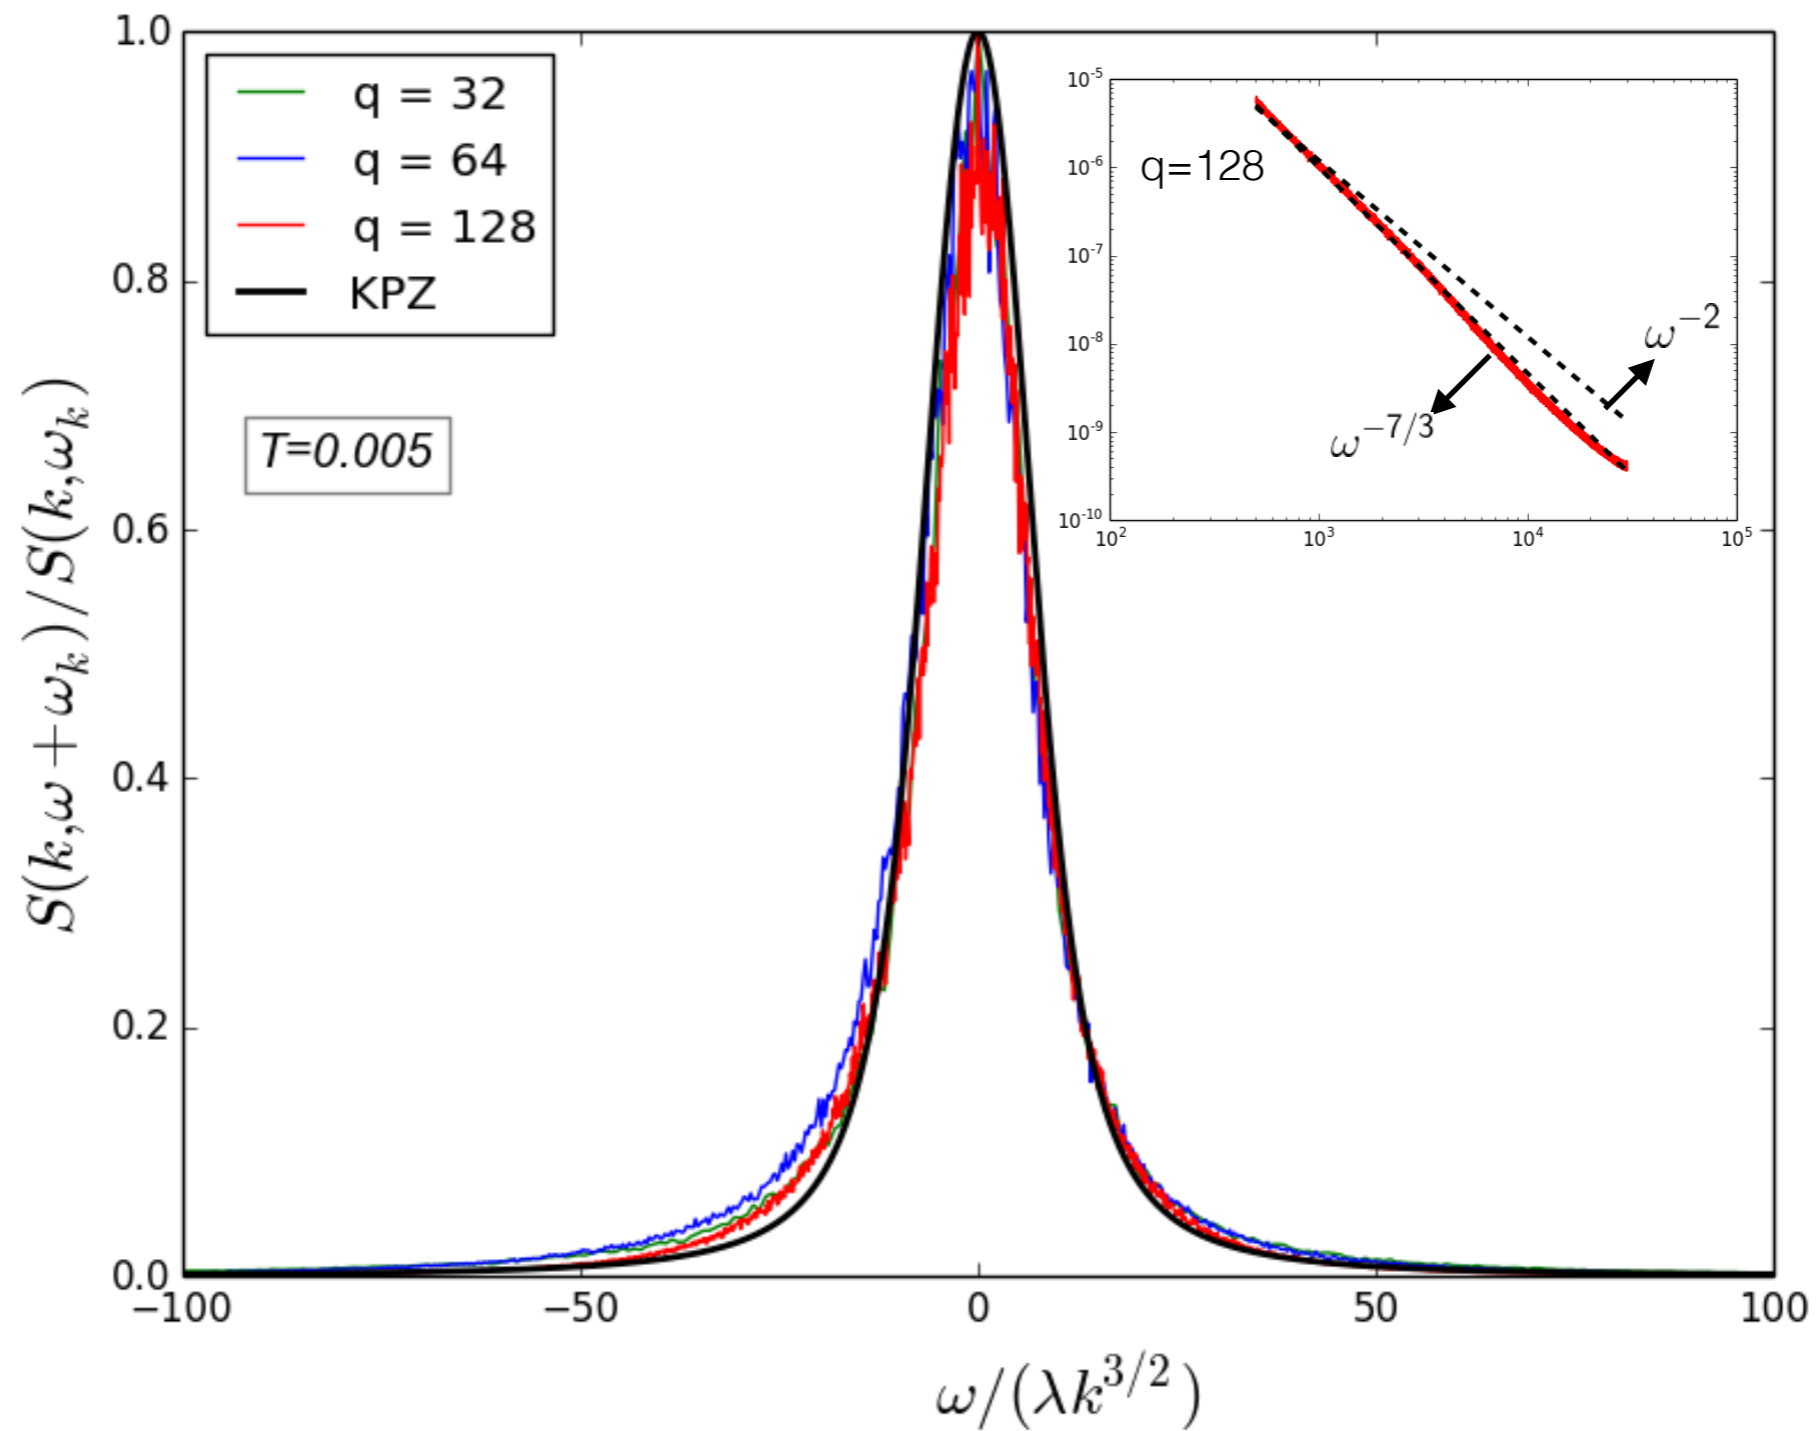 1.0
0.8
0.6
0.4
0.2
0.0
−100
−50
0
50
100
S(k,ω+ω_k)/S(k,ω_k)
ω/(λk^{3/2})
q = 32
q = 64
q = 128
KPZ
T=0.005
q=128
10^{-5}
10^{-6}
10^{-7}
10^{-8}
10^{-9}
10^{-10}
10^2
10^3
10^4
10^5
ω^{−2}
ω^{−7/3}